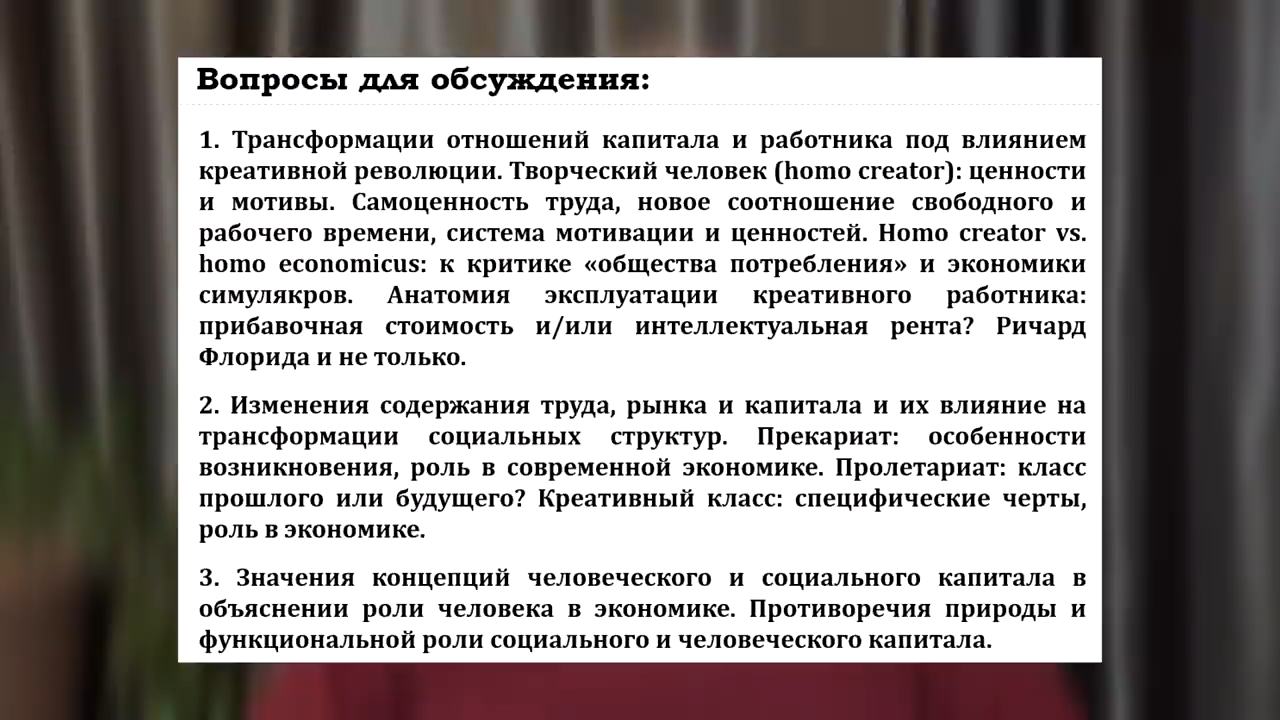 Вопросы для обсуждения:
1. Трансформации отношений капитала и работника под влиянием
креативной революции. Творческий человек (homo creator): ценности
и мотивы. Самоценность труда, новое соотношение свободного и
рабочего времени, система мотивации и ценностей. Homo creator vs.
homo economicus: к критике «общества потребления» и экономики
симулякров. Анатомия эксплуатации креативного работника:
прибавочная стоимость и/или интеллектуальная рента? Ричард
Флорида и не только.
2. Изменения содержания труда, рынка и капитала и их влияние на
трансформации социальных структур. Прекариат: особенности
возникновения, роль в современной экономике. Пролетариат: класс
прошлого или будущего? Креативный класс: специфические черты,
роль в экономике.
3. Значения концепций человеческого и социального капитала в
объяснении роли человека в экономике. Противоречия природы и
функциональной роли социального и человеческого капитала.